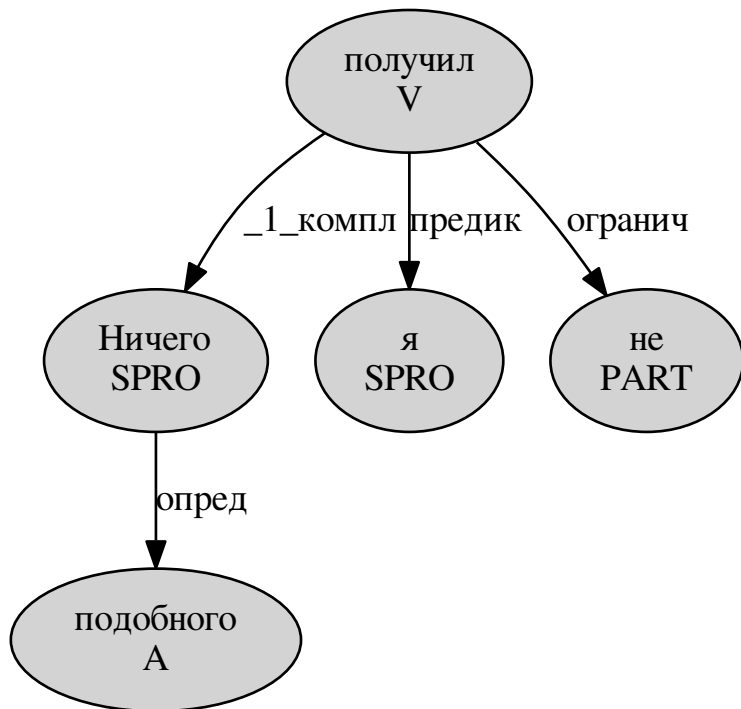 получил
V
_1_компл
предик
огранич
Ничего
SPRO
я
SPRO
не
PART
опред
подобного
A